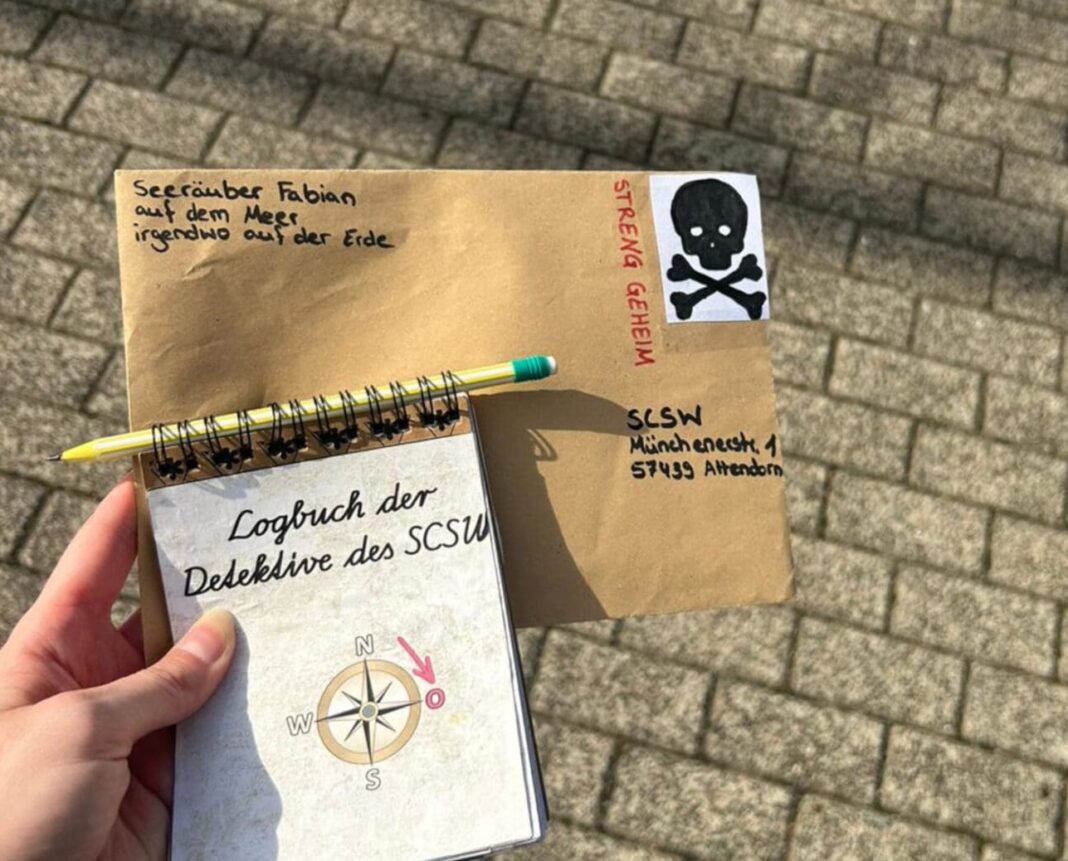 Seeräuber Fabian
auf dem Meer
irgendwo auf der Erde
STRENG GEHEIM
SCSW
Münchenerstr. 1
57439 Attendorn
Logbuch der
Detektive des SCSW
N
O
W
S